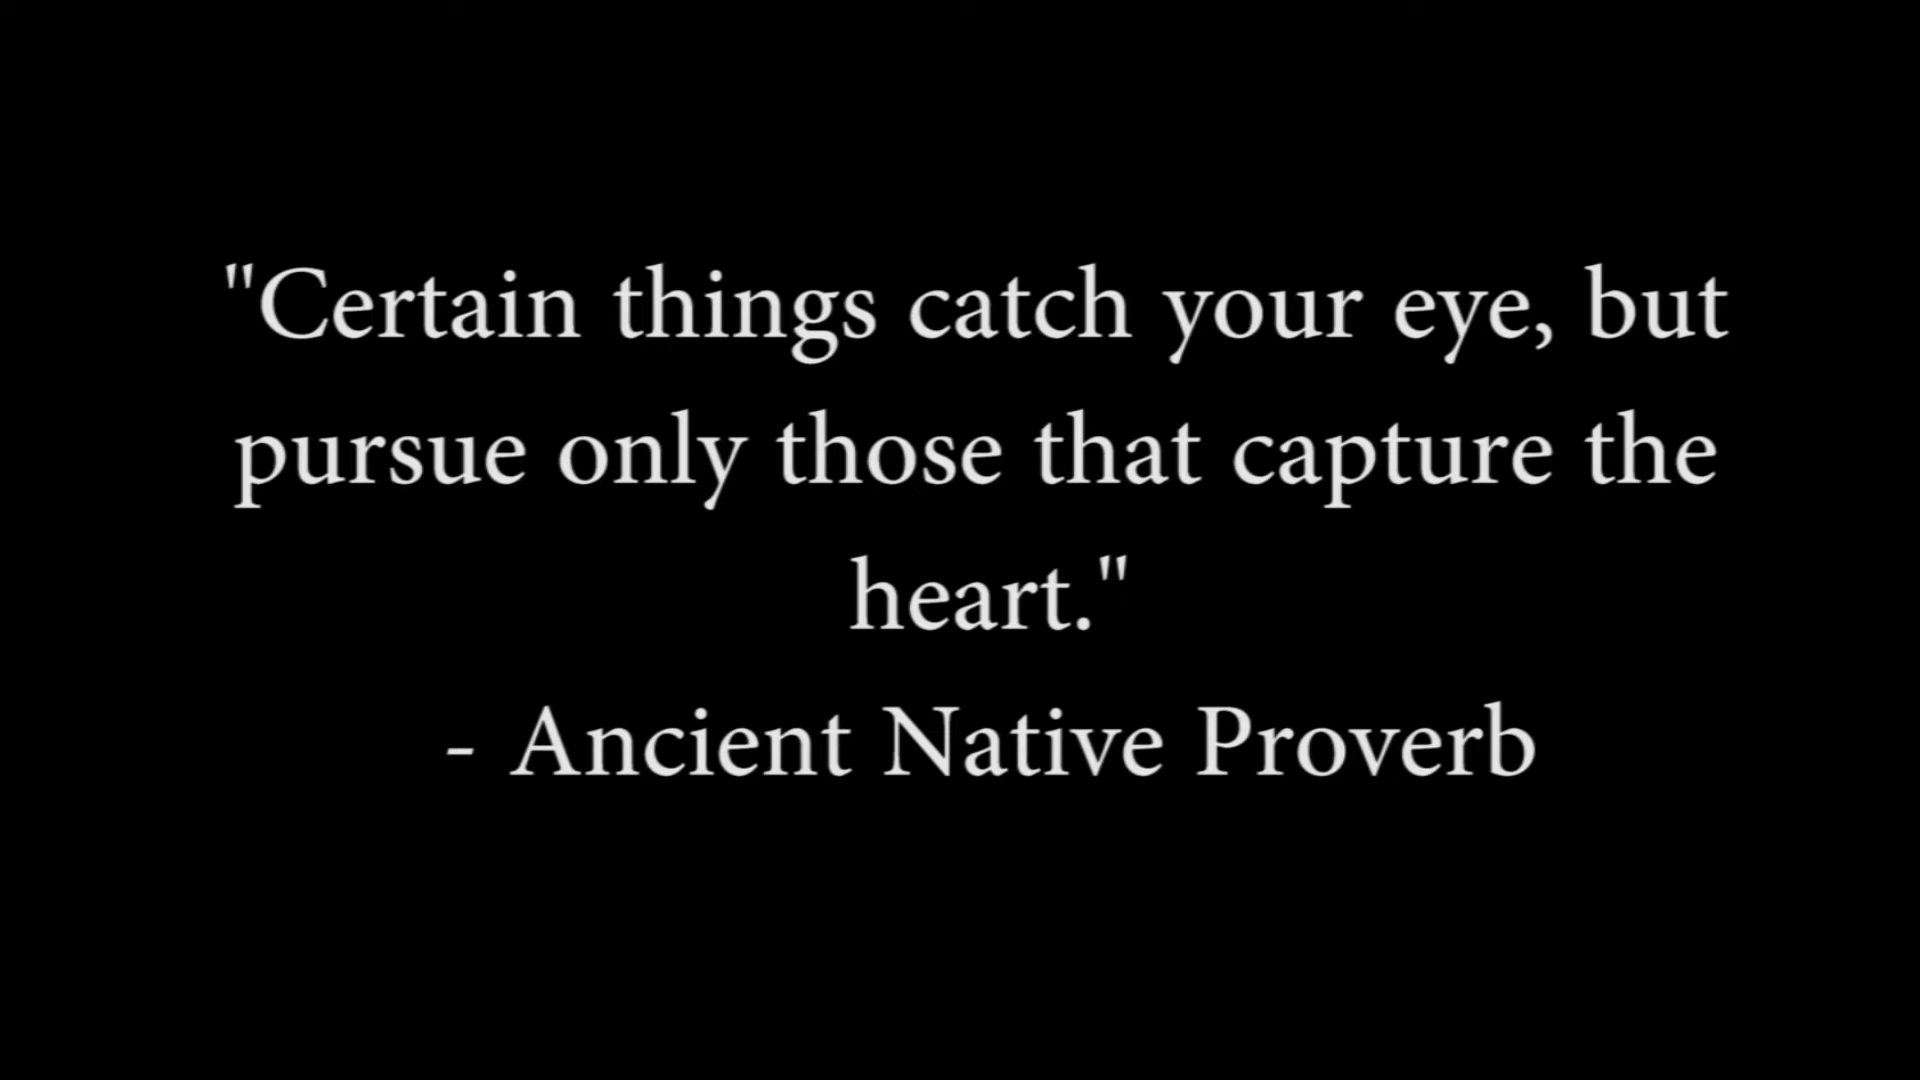 "Certain things catch your eye, but
pursue only those that capture the
heart."
- Ancient Native Proverb